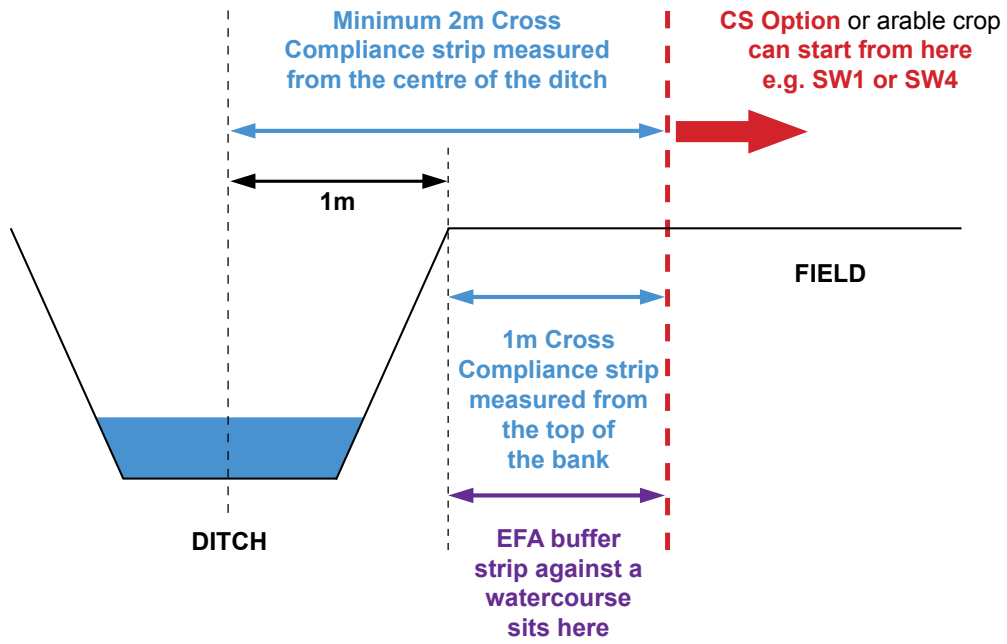 Minimum 2m Cross
Compliance strip measured
from the centre of the ditch
CS Option or arable crop
can start from here
e.g. SW1 or SW4
1m
FIELD
1m Cross
Compliance strip
measured from
the top of
the bank
DITCH
EFA buffer
strip against a
watercourse
sits here